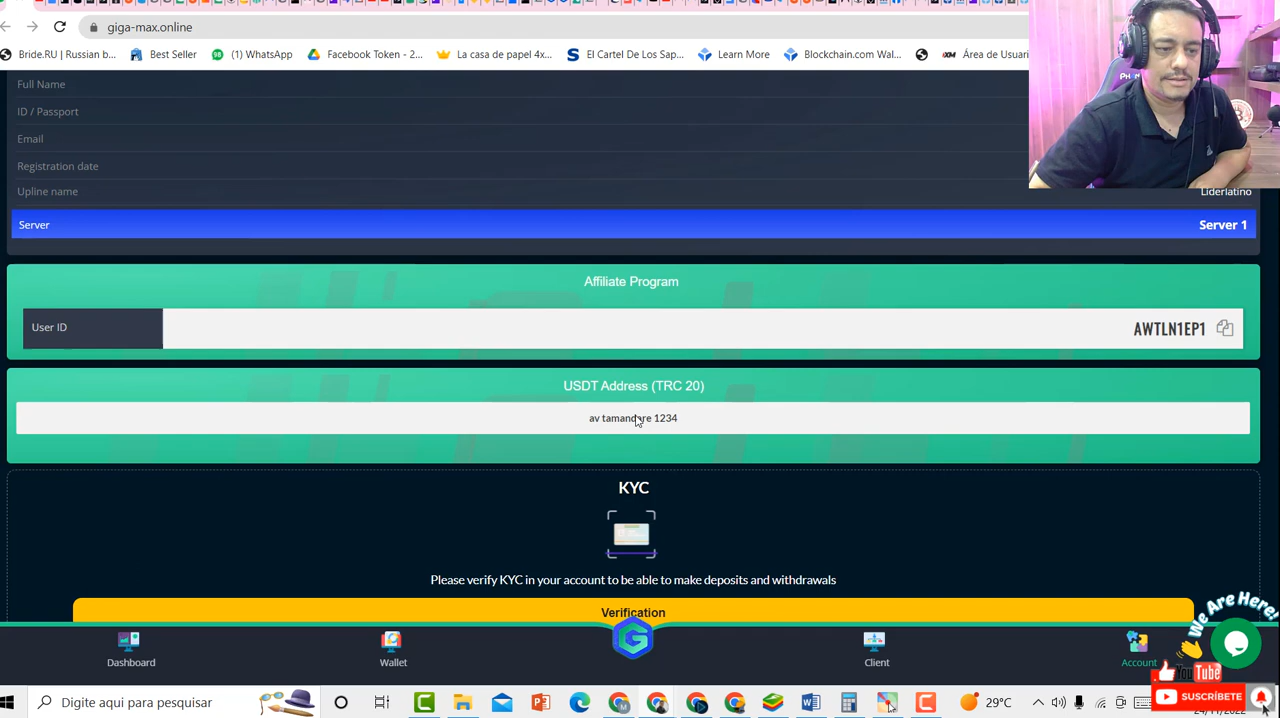 giga-max.online
Bride.RU | Russian b...
Best Seller
(1) WhatsApp
Facebook Token - 2...
La casa de papel 4x...
El Cartel De Los Sap...
Learn More
Blockchain.com Wal...
Área de Usuari
Full Name
ID / Passport
Email
Registration date
Upline name
Liderlatino
Server
Server 1
Affiliate Program
User ID
AWTLN1EP1
USDT Address (TRC 20)
av tamandare 1234
KYC
Please verify KYC in your account to be able to make deposits and withdrawals
Verification
Dashboard
Wallet
Client
Account
We Are Here!
YouTube
SUSCRÍBETE
Digite aqui para pesquisar
29°C
24/11/2022